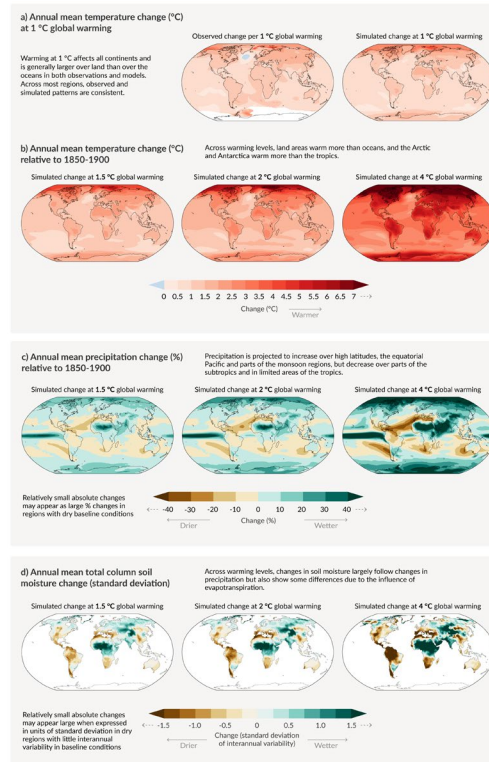 a) Annual mean temperature change (°C)
at 1 °C global warming
Warming at 1 °C affects all continents and
is generally larger over land than over the
oceans in both observations and models.
Across most regions, observed and
simulated patterns are consistent.
Observed change per 1 °C global warming
Simulated change at 1 °C global warming
b) Annual mean temperature change (°C)
relative to 1850-1900
Across warming levels, land areas warm more than oceans, and the Arctic
and Antarctica warm more than the tropics.
Simulated change at 1.5 °C global warming
Simulated change at 2 °C global warming
Simulated change at 4 °C global warming
0 0.5 1 1.5 2 2.5 3 3.5 4 4.5 5 5.5 6 6.5 7
Change (°C)
Warmer
c) Annual mean precipitation change (%)
relative to 1850-1900
Precipitation is projected to increase over high latitudes, the equatorial
Pacific and parts of the monsoon regions, but decrease over parts of the
subtropics and in limited areas of the tropics.
Simulated change at 1.5 °C global warming
Simulated change at 2 °C global warming
Simulated change at 4 °C global warming
Relatively small absolute changes
may appear as large % changes in
regions with dry baseline conditions
-40 -30 -20 -10 0 10 20 30 40
Change (%)
Drier
Wetter
d) Annual mean total column soil
moisture change (standard deviation)
Across warming levels, changes in soil moisture largely follow changes in
precipitation but also show some differences due to the influence of
evapotranspiration.
Simulated change at 1.5 °C global warming
Simulated change at 2 °C global warming
Simulated change at 4 °C global warming
Relatively small absolute changes
may appear large when expressed
in units of standard deviation in dry
regions with little interannual
variability in baseline conditions
-1.5 -1.0 -0.5 0 0.5 1.0 1.5
Change (standard deviation
of interannual variability)
Drier
Wetter